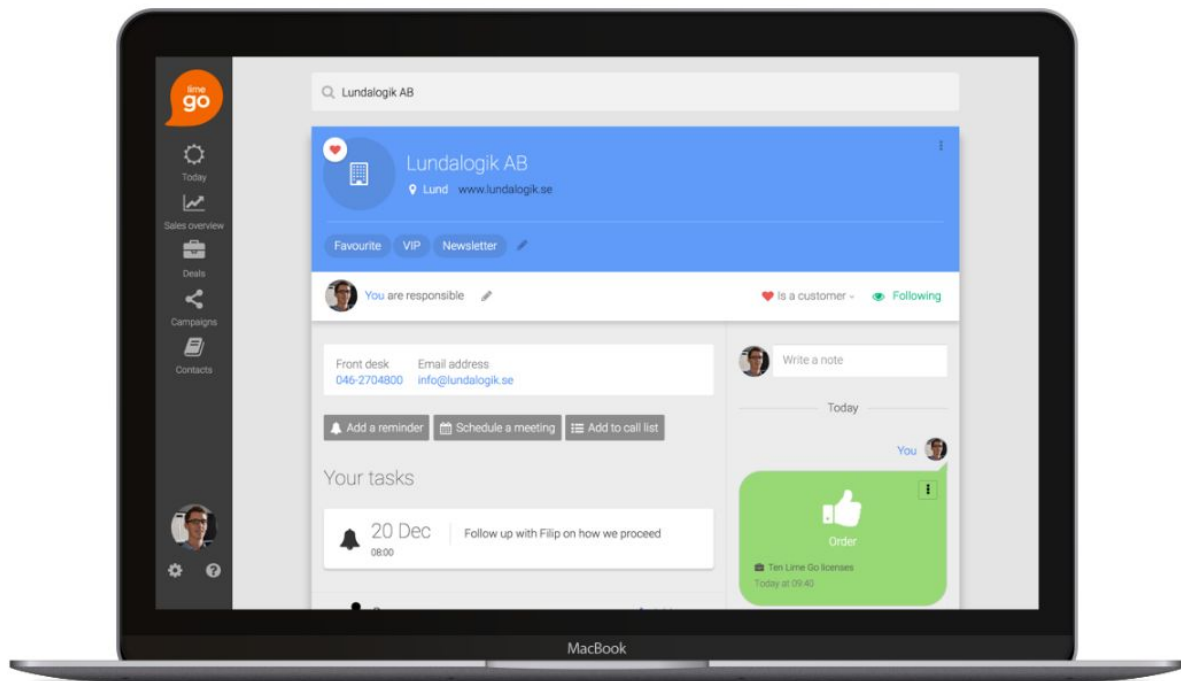 lime
go
Today
Sales overview
Deals
Campaigns
Contacts
Lundalogik AB
Lundalogik AB
Lund www.lundalogik.se
Favourite VIP Newsletter
You are responsible
Is a customer
Following
Front desk Email address
046-2704800 info@lundalogik.se
Add a reminder Schedule a meeting Add to call list
Your tasks
20 Dec
08:00
Follow up with Filip on how we proceed
Write a note
Today
You
Order
Ten Lime Go licenses
Today at 09:40
MacBook